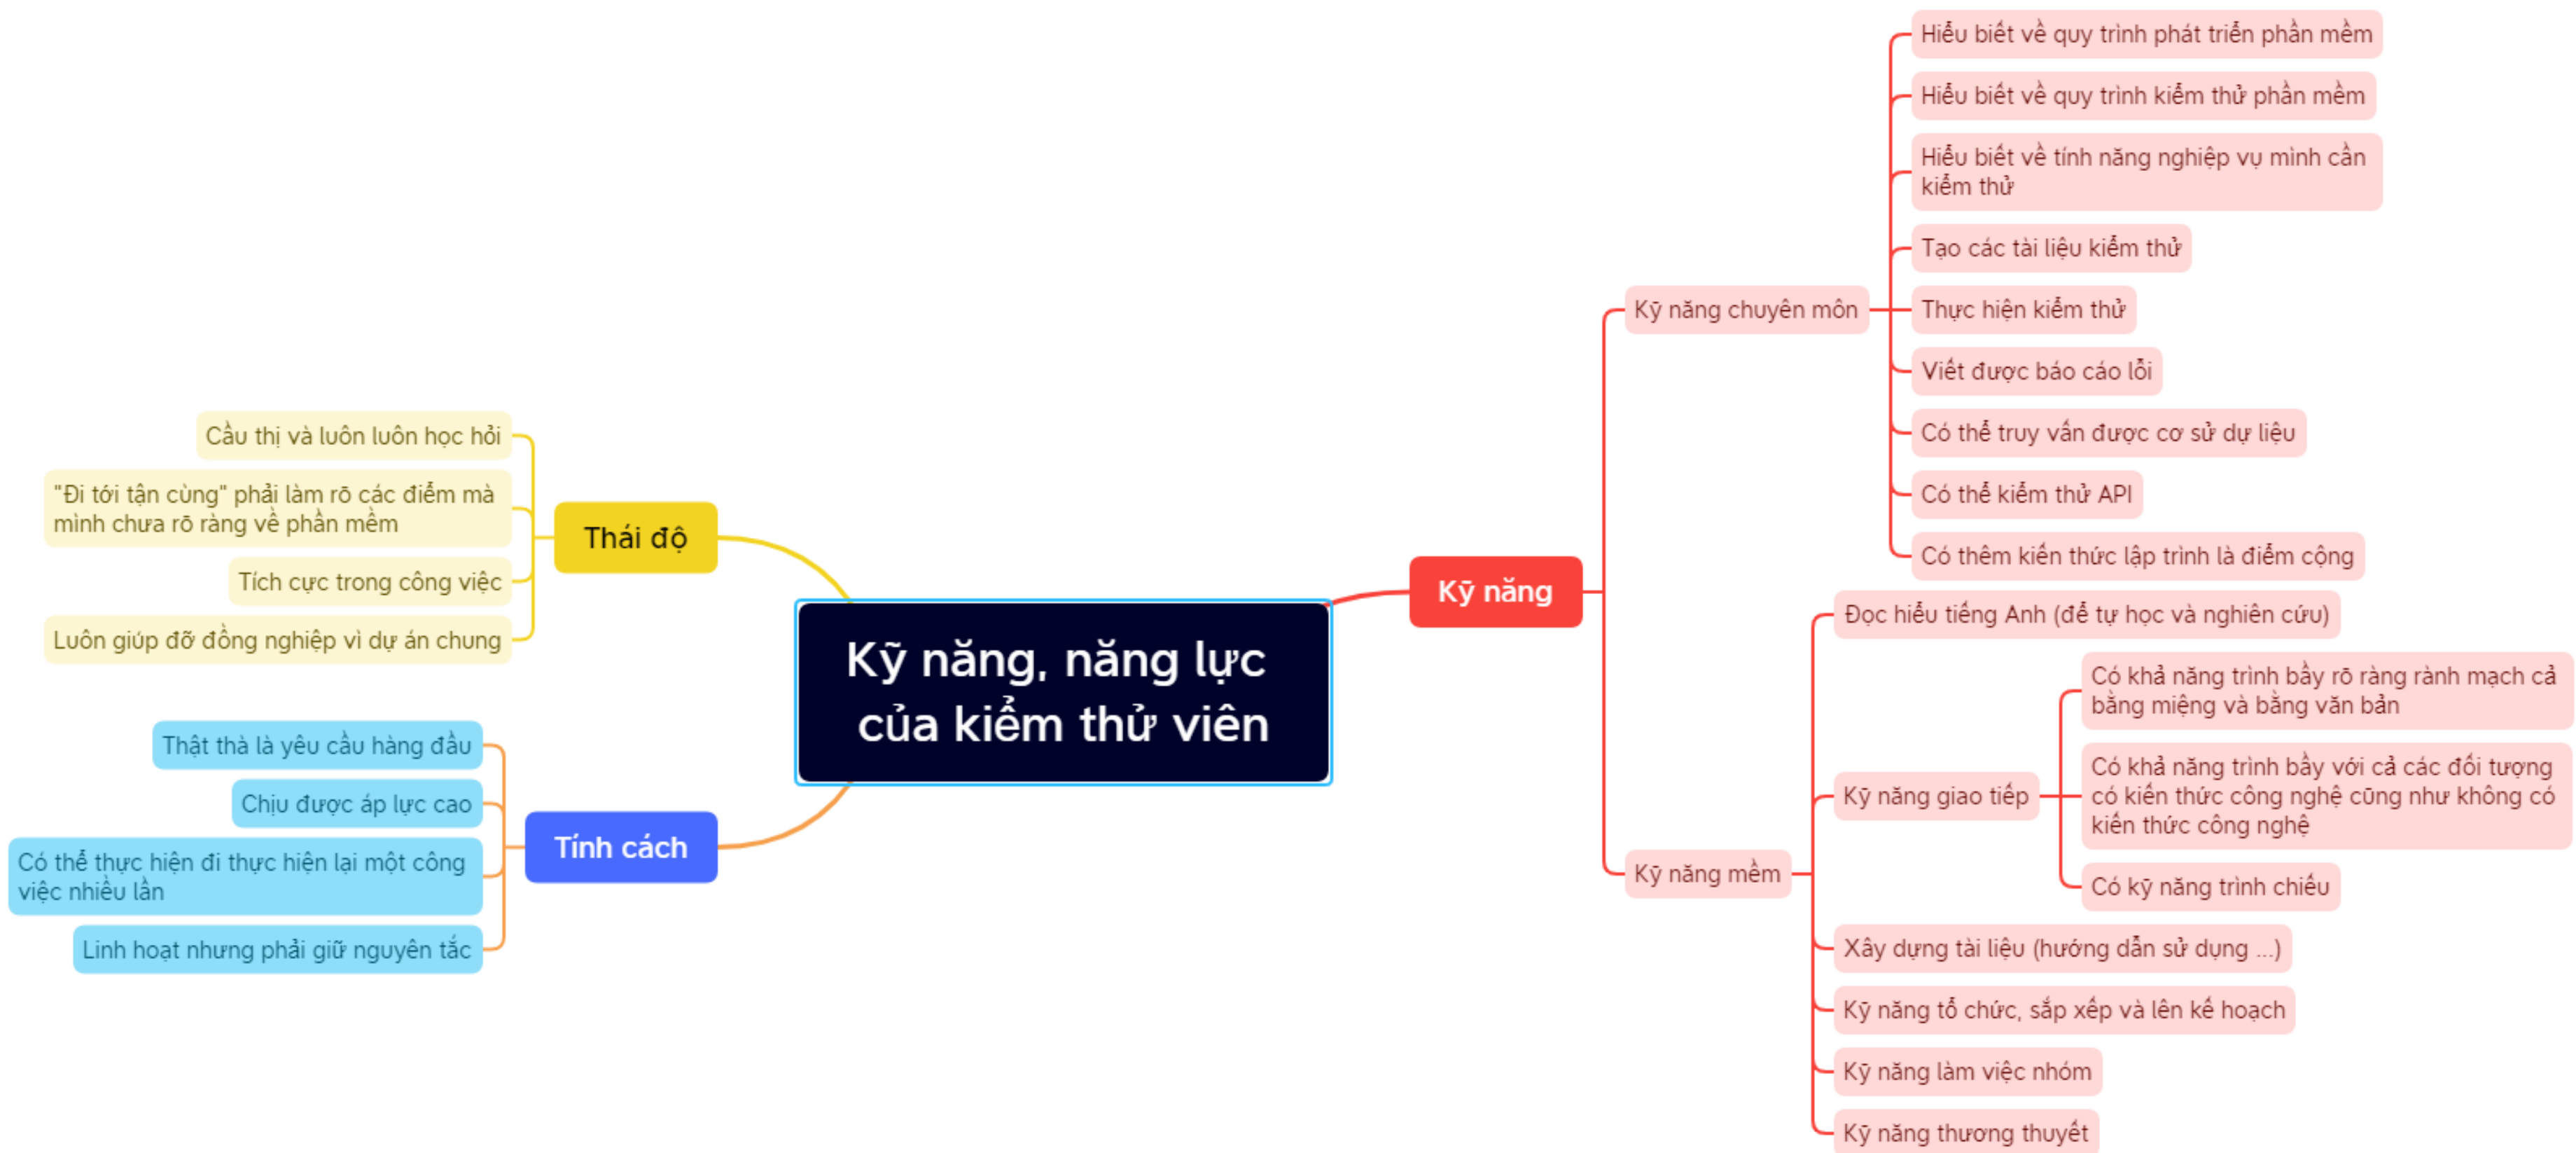 Kỹ năng, năng lực
của kiểm thử viên
Kỹ năng
Kỹ năng chuyên môn
Hiểu biết về quy trình phát triển phần mềm
Hiểu biết về quy trình kiểm thử phần mềm
Hiểu biết về tính năng nghiệp vụ mình cần
kiểm thử
Tạo các tài liệu kiểm thử
Thực hiện kiểm thử
Viết được báo cáo lỗi
Có thể truy vấn được cơ sử dự liệu
Có thể kiểm thử API
Có thêm kiến thức lập trình là điểm cộng
Kỹ năng mềm
Đọc hiểu tiếng Anh (để tự học và nghiên cứu)
Kỹ năng giao tiếp
Có khả năng trình bầy rõ ràng rành mạch cả
bằng miệng và bằng văn bản
Có khả năng trình bầy với cả các đối tượng
có kiến thức công nghệ cũng như không có
kiến thức công nghệ
Có kỹ năng trình chiếu
Xây dựng tài liệu (hướng dẫn sử dụng ...)
Kỹ năng tổ chức, sắp xếp và lên kế hoạch
Kỹ năng làm việc nhóm
Kỹ năng thương thuyết
Thái độ
Cầu thị và luôn luôn học hỏi
"Đi tới tận cùng" phải làm rõ các điểm mà
mình chưa rõ ràng về phần mềm
Tích cực trong công việc
Luôn giúp đỡ đồng nghiệp vì dự án chung
Tính cách
Thật thà là yêu cầu hàng đầu
Chịu được áp lực cao
Có thể thực hiện đi thực hiện lại một công
việc nhiều lần
Linh hoạt nhưng phải giữ nguyên tắc